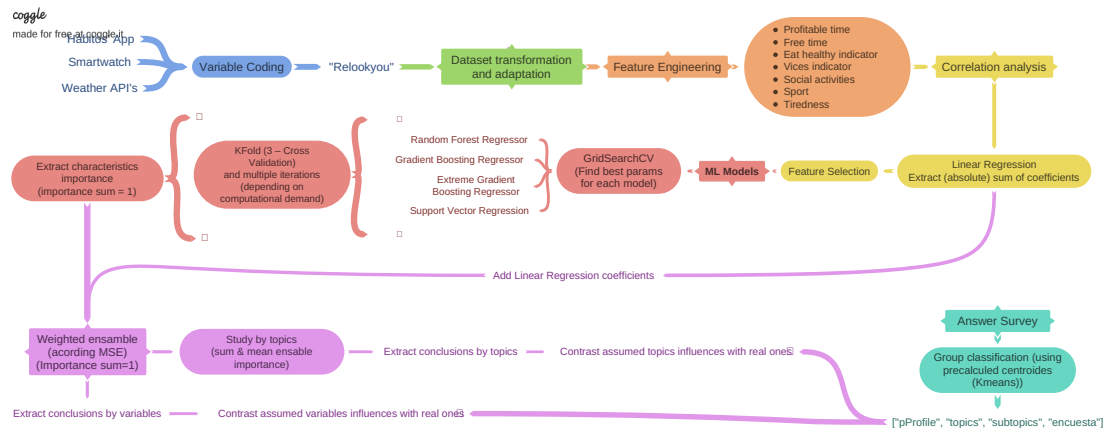 coggle
made for free at coggle.it
Habitos App
Smartwatch
Weather API's
Variable Coding
"Relookyou"
Dataset transformation
and adaptation
Feature Engineering
Profitable time
Free time
Eat healthy indicator
Vices indicator
Social activities
Sport
Tiredness
Correlation analysis
Extract characteristics
importance
(importance sum = 1)
KFold (3 – Cross
Validation)
and multiple iterations
(depending on
computational demand)
Random Forest Regressor
Gradient Boosting Regressor
Extreme Gradient
Boosting Regressor
Support Vector Regression
GridSearchCV
(Find best params
for each model)
ML Models
Feature Selection
Linear Regression
Extract (absolute) sum of coefficients
Add Linear Regression coefficients
Weighted ensamble
(acording MSE)
(Importance sum=1)
Study by topics
(sum & mean ensable
importance)
Extract conclusions by topics
Contrast assumed topics influences with real ones
Answer Survey
Group classification (using
precalculed centroides
(Kmeans))
Extract conclusions by variables
Contrast assumed variables influences with real ones
["pProfile", "topics", "subtopics", "encuesta"]